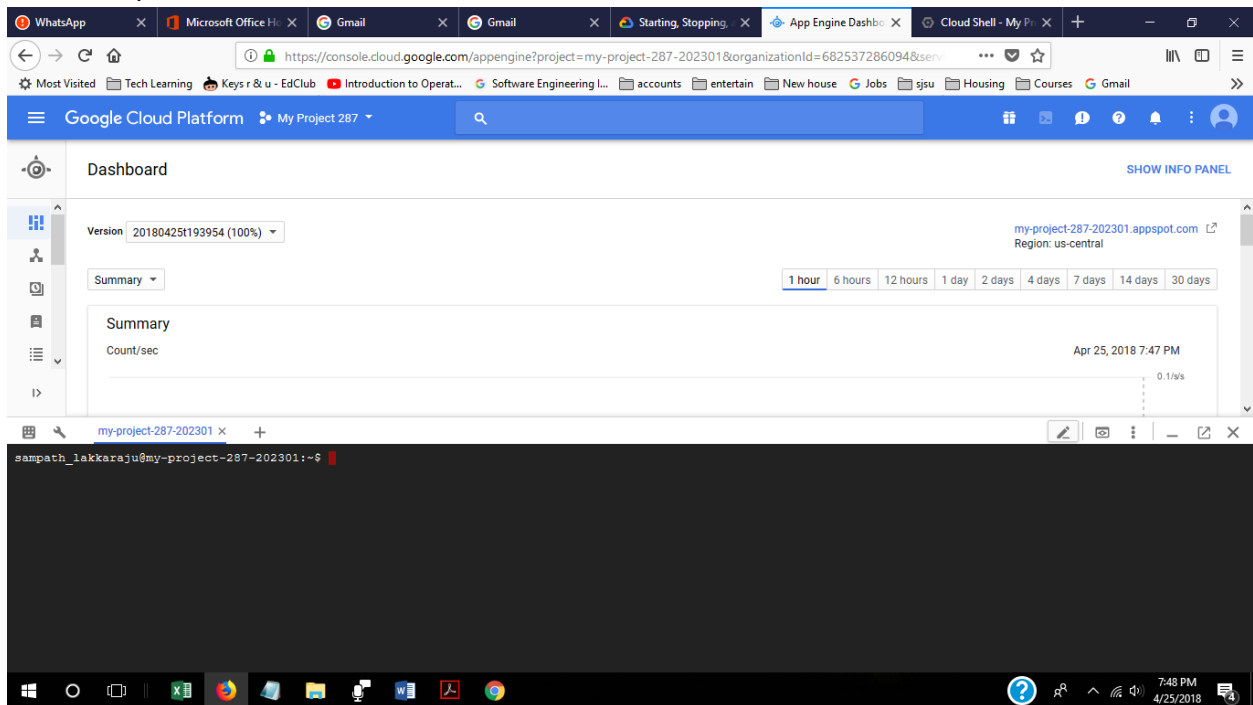 WhatsApp
Microsoft Office Ho
Gmail
Gmail
Starting, Stopping,
App Engine Dashbo
Cloud Shell - My Pr
https://console.cloud.google.com/appengine?project=my-project-287-202301&organizationId=682537286094&serv
Most Visited Tech Learning Keys r & u - EdClub Introduction to Operat... Software Engineering I... accounts entertain New house Jobs sjsu Housing Courses Gmail
Google Cloud Platform My Project 287
Dashboard
SHOW INFO PANEL
Version 20180425t193954 (100%)
my-project-287-202301.appspot.com
Region: us-central
Summary
1 hour 6 hours 12 hours 1 day 2 days 4 days 7 days 14 days 30 days
Summary
Count/sec
Apr 25, 2018 7:47 PM
0.1/s/s
my-project-287-202301
sampath_lakkaraju@my-project-287-202301:~$
7:48 PM
4/25/2018
4